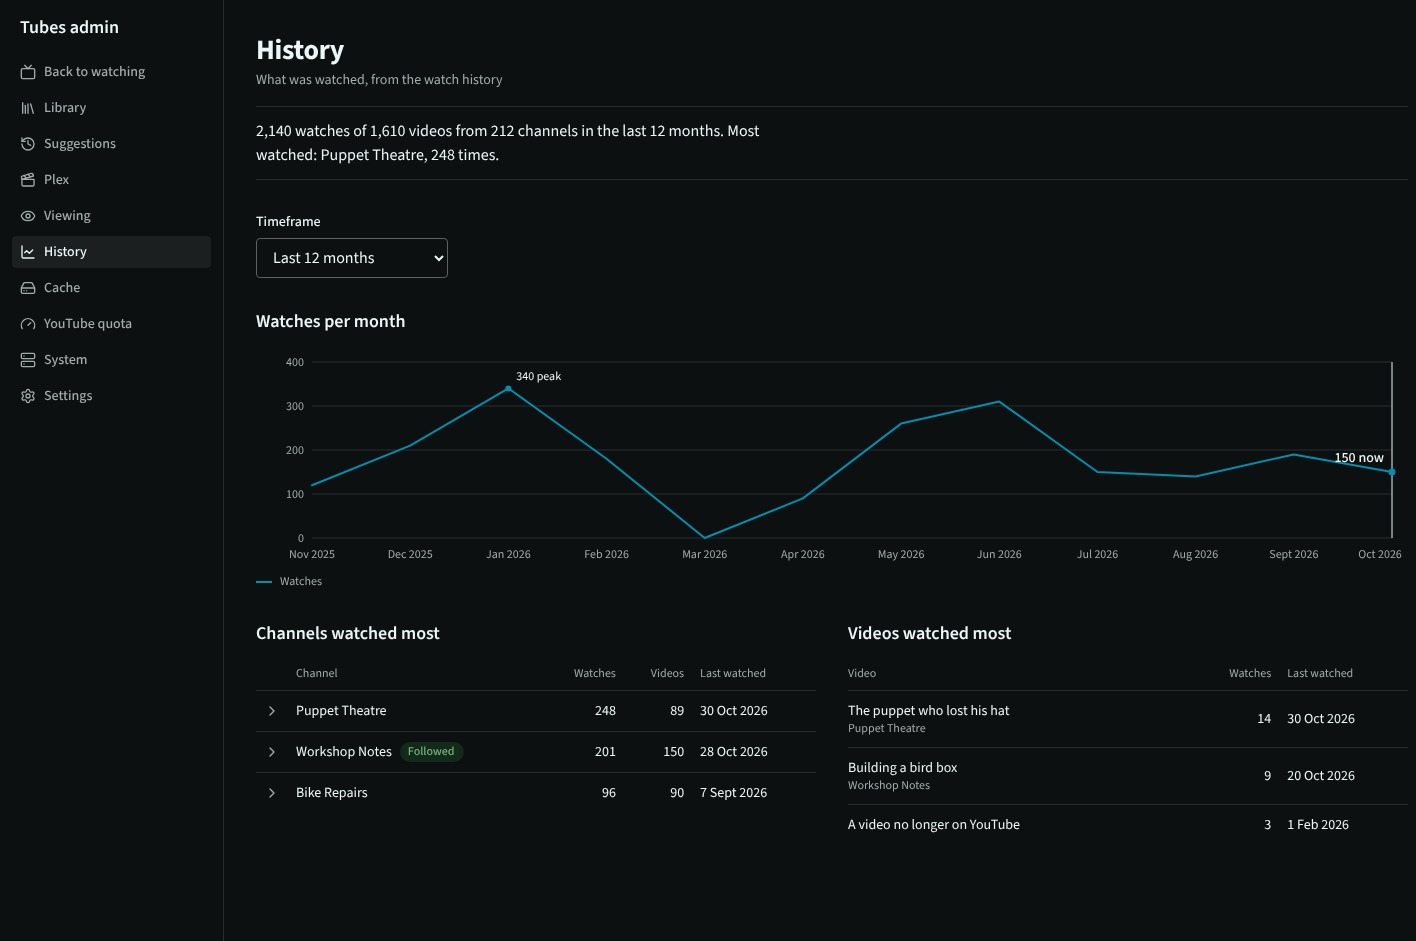 Tubes admin
Back to watching
Library
Suggestions
Plex
Viewing
History
Cache
YouTube quota
System
Settings
History
What was watched, from the watch history
2,140 watches of 1,610 videos from 212 channels in the last 12 months. Most
watched: Puppet Theatre, 248 times.
Timeframe
Last 12 months
Watches per month
400
300
200
100
0
340 peak
150 now
Nov 2025 Dec 2025 Jan 2026 Feb 2026 Mar 2026 Apr 2026 May 2026 Jun 2026 Jul 2026 Aug 2026 Sept 2026 Oct 2026
Watches
Channels watched most
Channel Watches Videos Last watched
Puppet Theatre 248 89 30 Oct 2026
Workshop Notes Followed 201 150 28 Oct 2026
Bike Repairs 96 90 7 Sept 2026
Videos watched most
Video Watches Last watched
The puppet who lost his hat 14 30 Oct 2026
Puppet Theatre
Building a bird box 9 20 Oct 2026
Workshop Notes
A video no longer on YouTube 3 1 Feb 2026